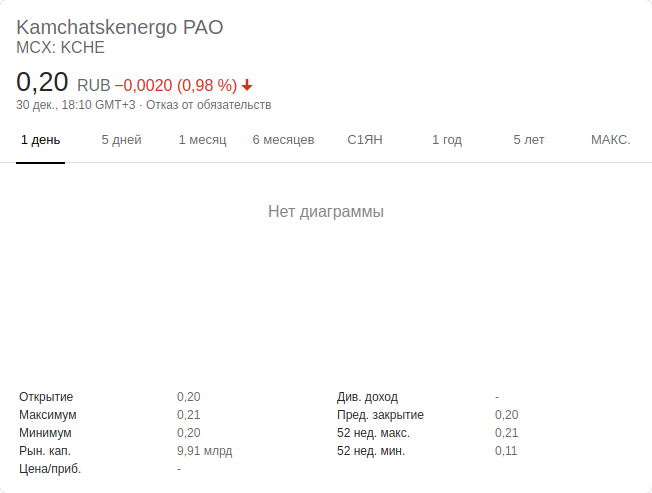 Kamchatskenergo PAO
MCX: KCHE
0,20 RUB −0,0020 (0,98 %)
30 дек., 18:10 GMT+3 · Отказ от обязательств
1 день 5 дней 1 месяц 6 месяцев С1ЯН 1 год 5 лет МАКС.
Нет диаграммы
Открытие 0,20 Див. доход -
Максимум 0,21 Пред. закрытие 0,20
Минимум 0,20 52 нед. макс. 0,21
Рын. кап. 9,91 млрд 52 нед. мин. 0,11
Цена/приб. -